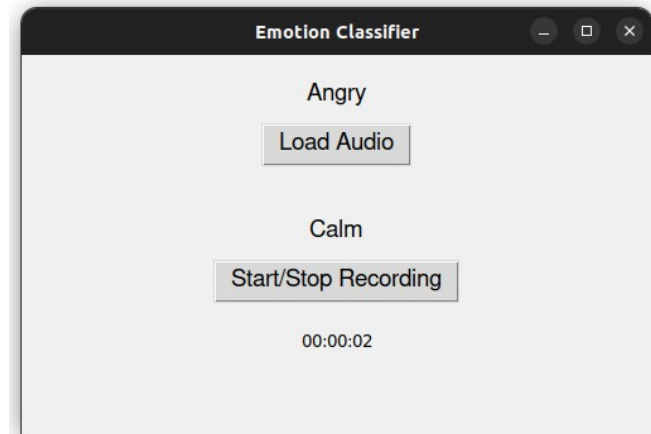 Emotion Classifier
Angry
Load Audio
Calm
Start/Stop Recording
00:00:02